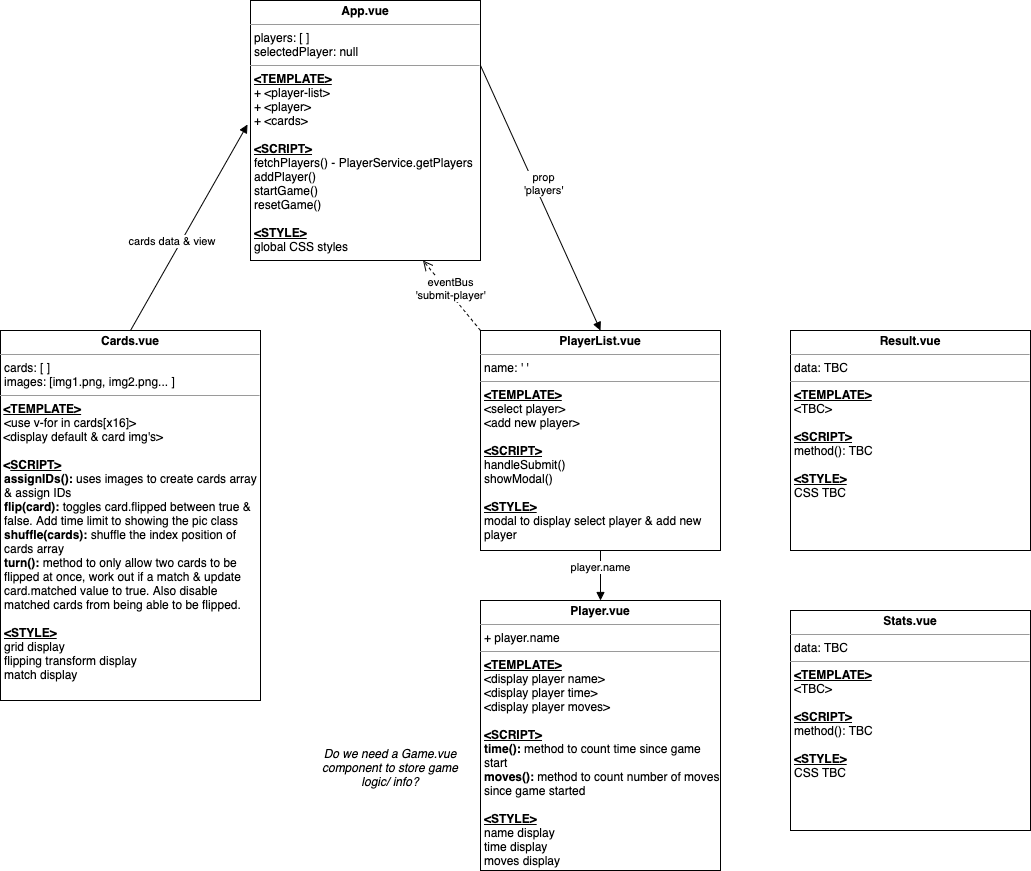 App.vue
players: [ ]
selectedPlayer: null
<TEMPLATE>
+ <player-list>
+ <player>
+ <cards>
<SCRIPT>
fetchPlayers() - PlayerService.getPlayers
addPlayer()
startGame()
resetGame()
<STYLE>
global CSS styles
prop
'players'
cards data & view
eventBus
'submit-player'
Cards.vue
cards: [ ]
images: [img1.png, img2.png... ]
<TEMPLATE>
<use v-for in cards[x16]>
<display default & card img's>
<SCRIPT>
assignIDs(): uses images to create cards array
& assign IDs
flip(card): toggles card.flipped between true &
false. Add time limit to showing the pic class
shuffle(cards): shuffle the index position of
cards array
turn(): method to only allow two cards to be
flipped at once, work out if a match & update
card.matched value to true. Also disable
matched cards from being able to be flipped.
<STYLE>
grid display
flipping transform display
match display
PlayerList.vue
name: ' '
<TEMPLATE>
<select player>
<add new player>
<SCRIPT>
handleSubmit()
showModal()
<STYLE>
modal to display select player & add new
player
Result.vue
data: TBC
<TEMPLATE>
<TBC>
<SCRIPT>
method(): TBC
<STYLE>
CSS TBC
player.name
Player.vue
+ player.name
<TEMPLATE>
<display player name>
<display player time>
<display player moves>
<SCRIPT>
time(): method to count time since game
start
moves(): method to count number of moves
since game started
<STYLE>
name display
time display
moves display
Stats.vue
data: TBC
<TEMPLATE>
<TBC>
<SCRIPT>
method(): TBC
<STYLE>
CSS TBC
Do we need a Game.vue
component to store game
logic/ info?